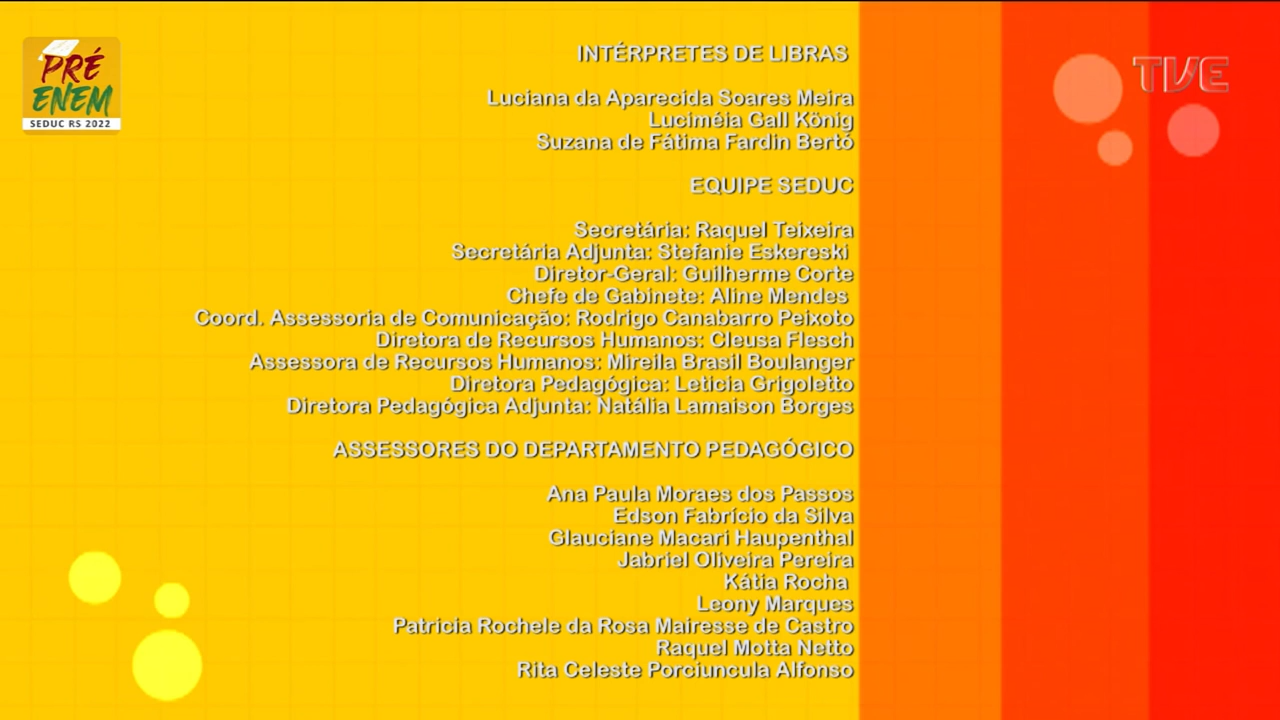 PRÉ
ENEM
SEDUC RS 2022
TVE
INTÉRPRETES DE LIBRAS
Luciana da Aparecida Soares Meira
Luciméia Gall König
Suzana de Fátima Fardin Bertó
EQUIPE SEDUC
Secretária: Raquel Teixeira
Secretária Adjunta: Stefanie Eskereski
Diretor-Geral: Guilherme Corte
Chefe de Gabinete: Aline Mendes
Coord. Assessoria de Comunicação: Rodrigo Canabarro Peixoto
Diretora de Recursos Humanos: Cleusa Flesch
Assessora de Recursos Humanos: Mireila Brasil Boulanger
Diretora Pedagógica: Leticia Grigoletto
Diretora Pedagógica Adjunta: Natália Lamaison Borges
ASSESSORES DO DEPARTAMENTO PEDAGÓGICO
Ana Paula Moraes dos Passos
Edson Fabrício da Silva
Glauciane Macari Haupenthal
Jabriel Oliveira Pereira
Kátia Rocha
Leony Marques
Patricia Rochele da Rosa Mairesse de Castro
Raquel Motta Netto
Rita Celeste Porciuncula Alfonso